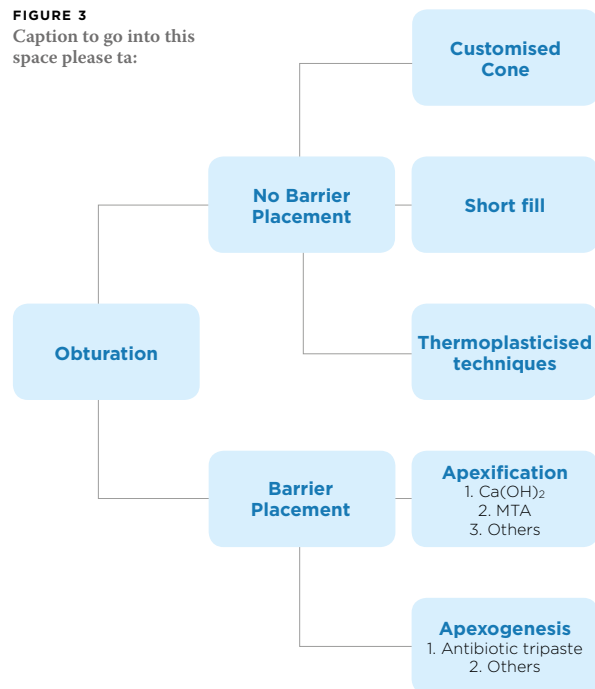 FIGURE 3
Caption to go into this
space please ta:
Customised
Cone
No Barrier
Placement
Short fill
Obturation
Thermoplasticised
techniques
Barrier
Placement
Apexification
1. Ca(OH)₂
2. MTA
3. Others
Apexogenesis
1. Antibiotic tripaste
2. Others